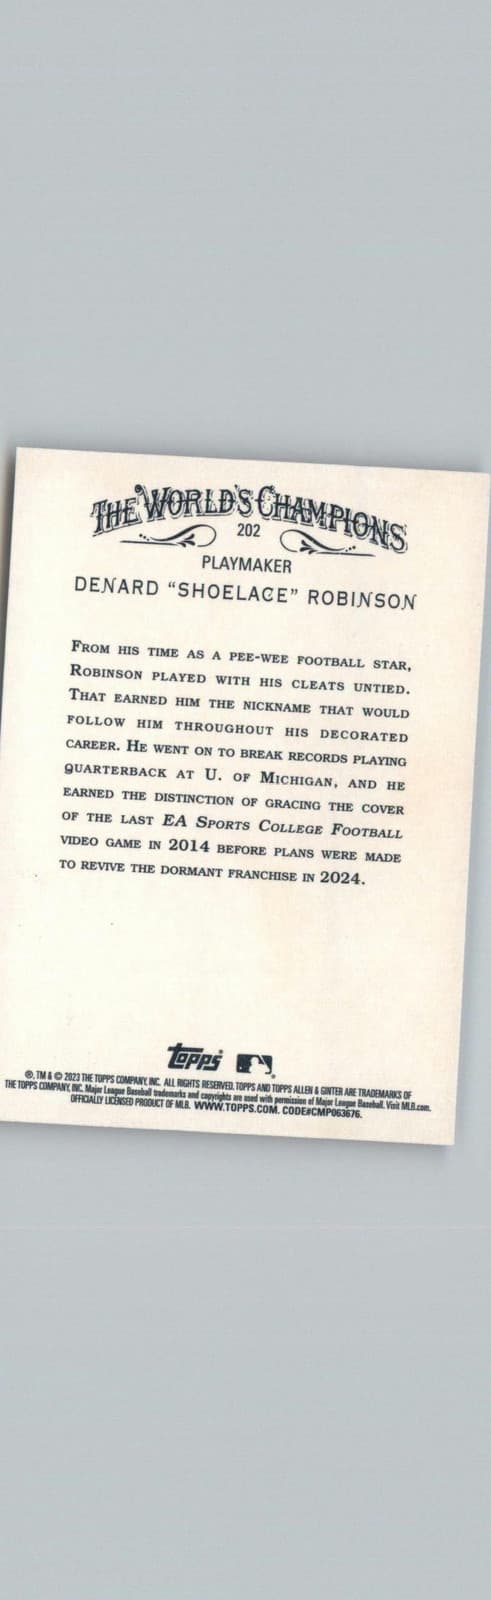 THE WORLD'S CHAMPIONS
202
PLAYMAKER
DENARD "SHOELACE" ROBINSON
FROM HIS TIME AS A PEE-WEE FOOTBALL STAR,
ROBINSON PLAYED WITH HIS CLEATS UNTIED.
THAT EARNED HIM THE NICKNAME THAT WOULD
FOLLOW HIM THROUGHOUT HIS DECORATED
CAREER. HE WENT ON TO BREAK RECORDS PLAYING
QUARTERBACK AT U. OF MICHIGAN, AND HE
EARNED THE DISTINCTION OF GRACING THE COVER
OF THE LAST EA SPORTS COLLEGE FOOTBALL
VIDEO GAME IN 2014 BEFORE PLANS WERE MADE
TO REVIVE THE DORMANT FRANCHISE IN 2024.
Topps®
®, TM & © 2023 THE TOPPS COMPANY, INC. ALL RIGHTS RESERVED. TOPPS AND TOPPS ALLEN & GINTER ARE TRADEMARKS OF
THE TOPPS COMPANY, INC. Major League Baseball trademarks and copyrights are used with permission of Major League Baseball. Visit MLB.com.
OFFICIALLY LICENSED PRODUCT OF MLB. WWW.TOPPS.COM. CODE#CMP063676.